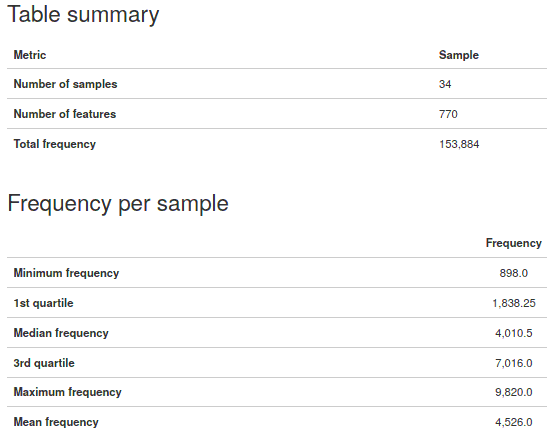 Table summary
Metric Sample
Number of samples 34
Number of features 770
Total frequency 153,884
Frequency per sample
Frequency
Minimum frequency 898.0
1st quartile 1,838.25
Median frequency 4,010.5
3rd quartile 7,016.0
Maximum frequency 9,820.0
Mean frequency 4,526.0